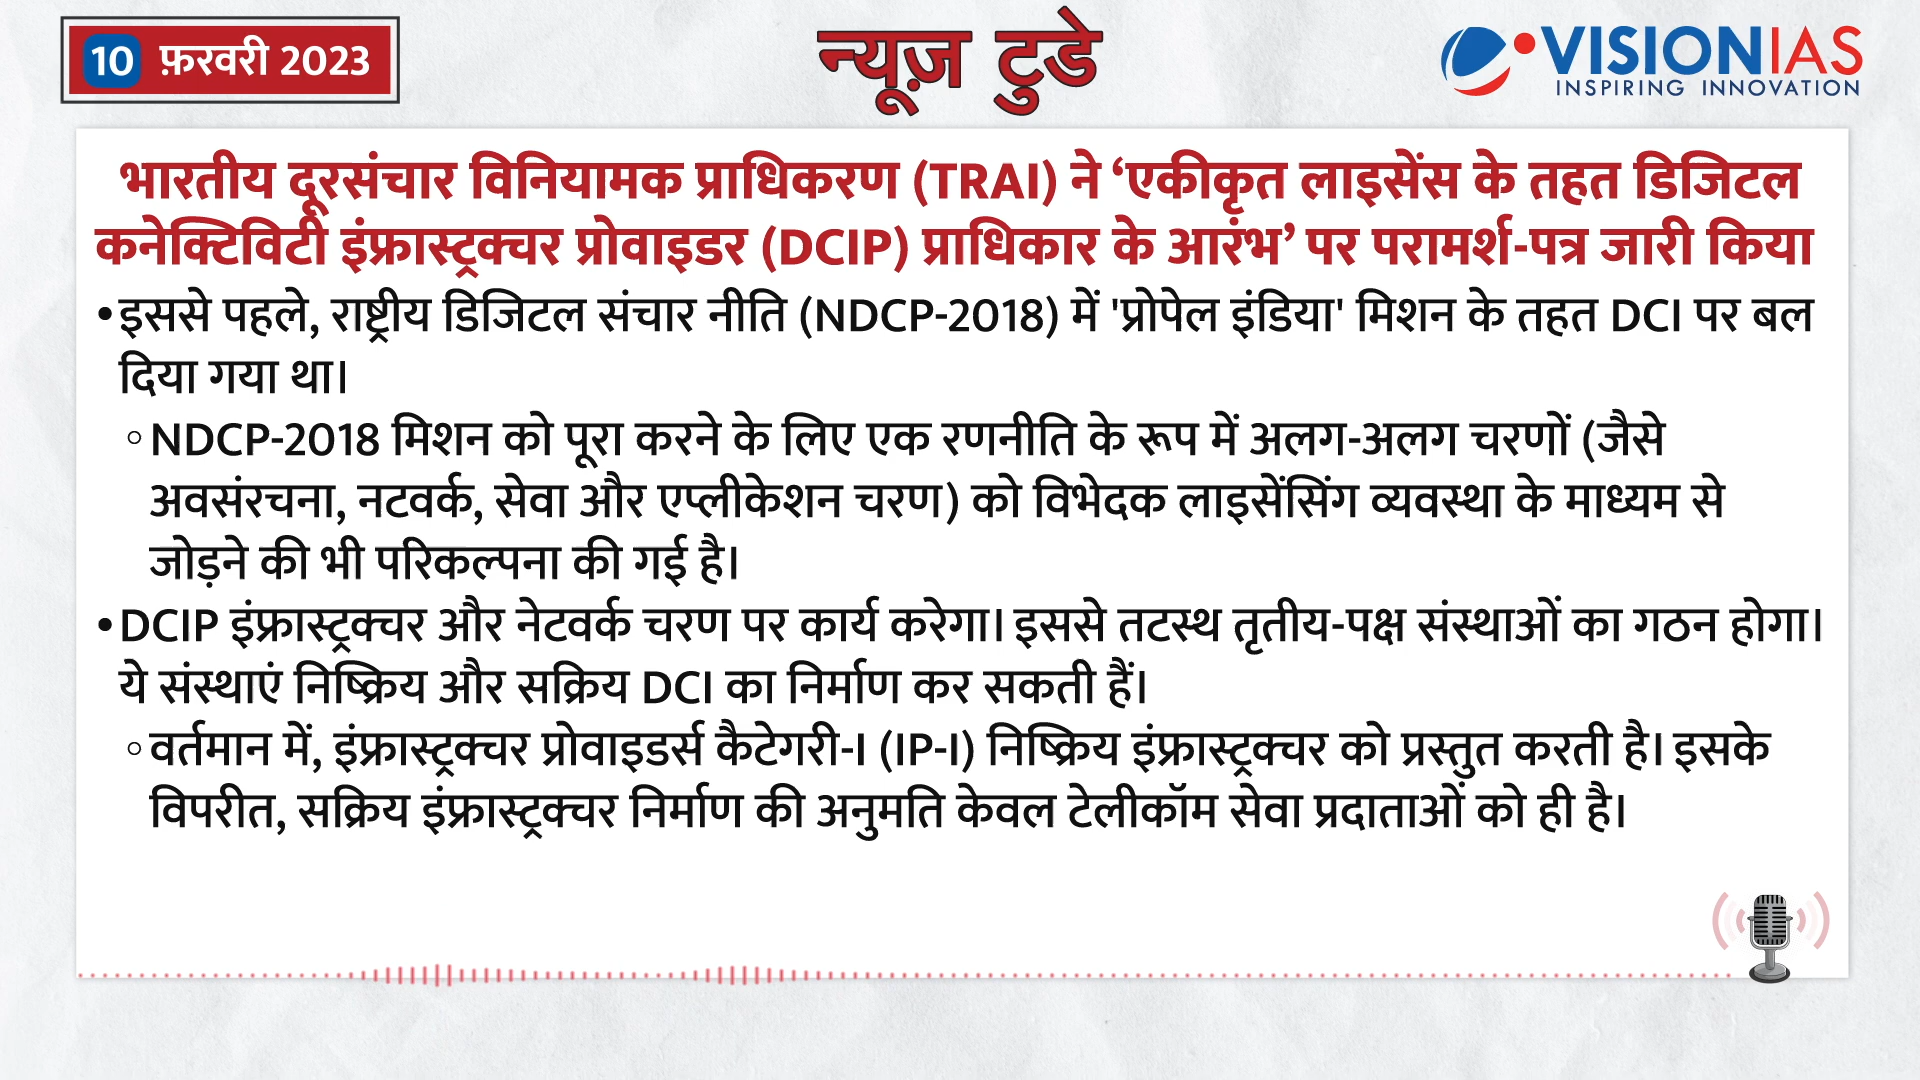 10 फ़रवरी 2023
न्यूज़ टुडे
VISIONIAS
INSPIRING INNOVATION
भारतीय दूरसंचार विनियामक प्राधिकरण (TRAI) ने ‘एकीकृत लाइसेंस के तहत डिजिटल
कनेक्टिविटी इंफ्रास्ट्रक्चर प्रोवाइडर (DCIP) प्राधिकार के आरंभ’ पर परामर्श-पत्र जारी किया
•इससे पहले, राष्ट्रीय डिजिटल संचार नीति (NDCP-2018) में 'प्रोपेल इंडिया' मिशन के तहत DCI पर बल
दिया गया था।
◦NDCP-2018 मिशन को पूरा करने के लिए एक रणनीति के रूप में अलग-अलग चरणों (जैसे
अवसंरचना, नटवर्क, सेवा और एप्लीकेशन चरण) को विभेदक लाइसेंसिंग व्यवस्था के माध्यम से
जोड़ने की भी परिकल्पना की गई है।
•DCIP इंफ्रास्ट्रक्चर और नेटवर्क चरण पर कार्य करेगा। इससे तटस्थ तृतीय-पक्ष संस्थाओं का गठन होगा।
ये संस्थाएं निष्क्रिय और सक्रिय DCI का निर्माण कर सकती हैं।
◦वर्तमान में, इंफ्रास्ट्रक्चर प्रोवाइडर्स कैटेगरी-I (IP-I) निष्क्रिय इंफ्रास्ट्रक्चर को प्रस्तुत करती है। इसके
विपरीत, सक्रिय इंफ्रास्ट्रक्चर निर्माण की अनुमति केवल टेलीकॉम सेवा प्रदाताओं को ही है।